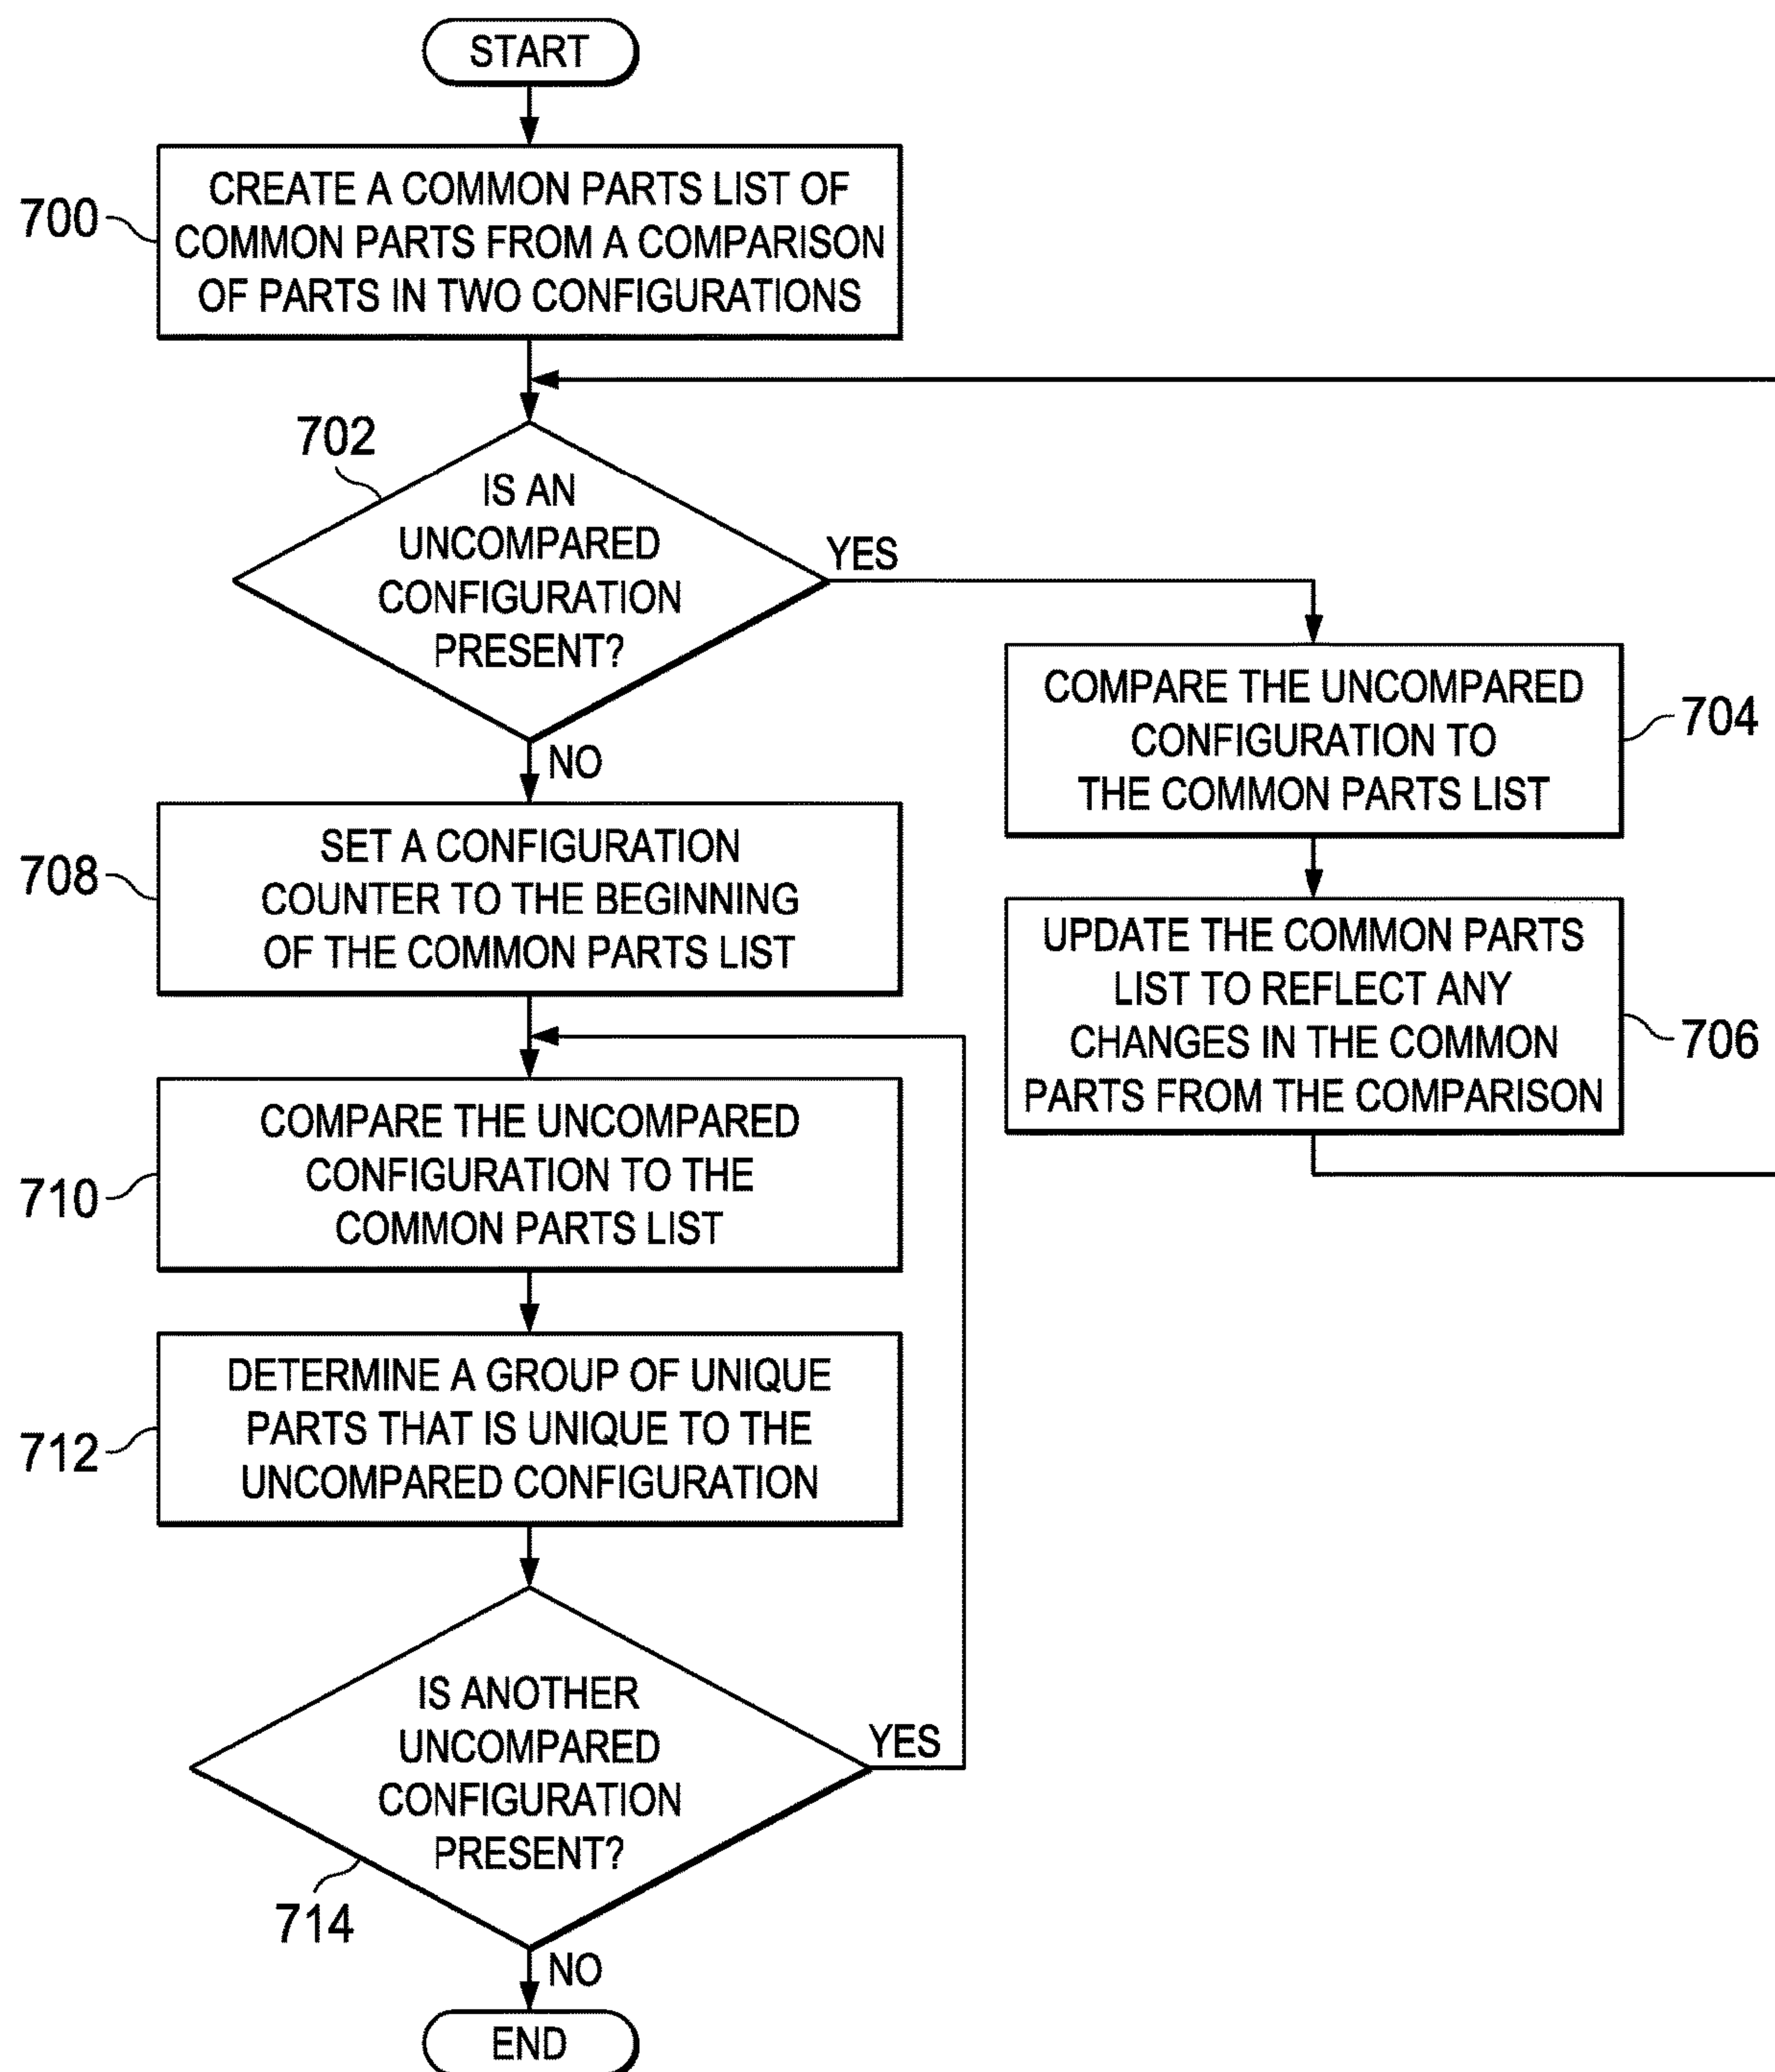 START
700
CREATE A COMMON PARTS LIST OF
COMMON PARTS FROM A COMPARISON
OF PARTS IN TWO CONFIGURATIONS
702
IS AN
UNCOMPARED
CONFIGURATION
PRESENT?
YES
NO
704
COMPARE THE UNCOMPARED
CONFIGURATION TO
THE COMMON PARTS LIST
706
UPDATE THE COMMON PARTS
LIST TO REFLECT ANY
CHANGES IN THE COMMON
PARTS FROM THE COMPARISON
708
SET A CONFIGURATION
COUNTER TO THE BEGINNING
OF THE COMMON PARTS LIST
710
COMPARE THE UNCOMPARED
CONFIGURATION TO THE
COMMON PARTS LIST
712
DETERMINE A GROUP OF UNIQUE
PARTS THAT IS UNIQUE TO THE
UNCOMPARED CONFIGURATION
IS ANOTHER
UNCOMPARED
CONFIGURATION
PRESENT?
YES
714
NO
END